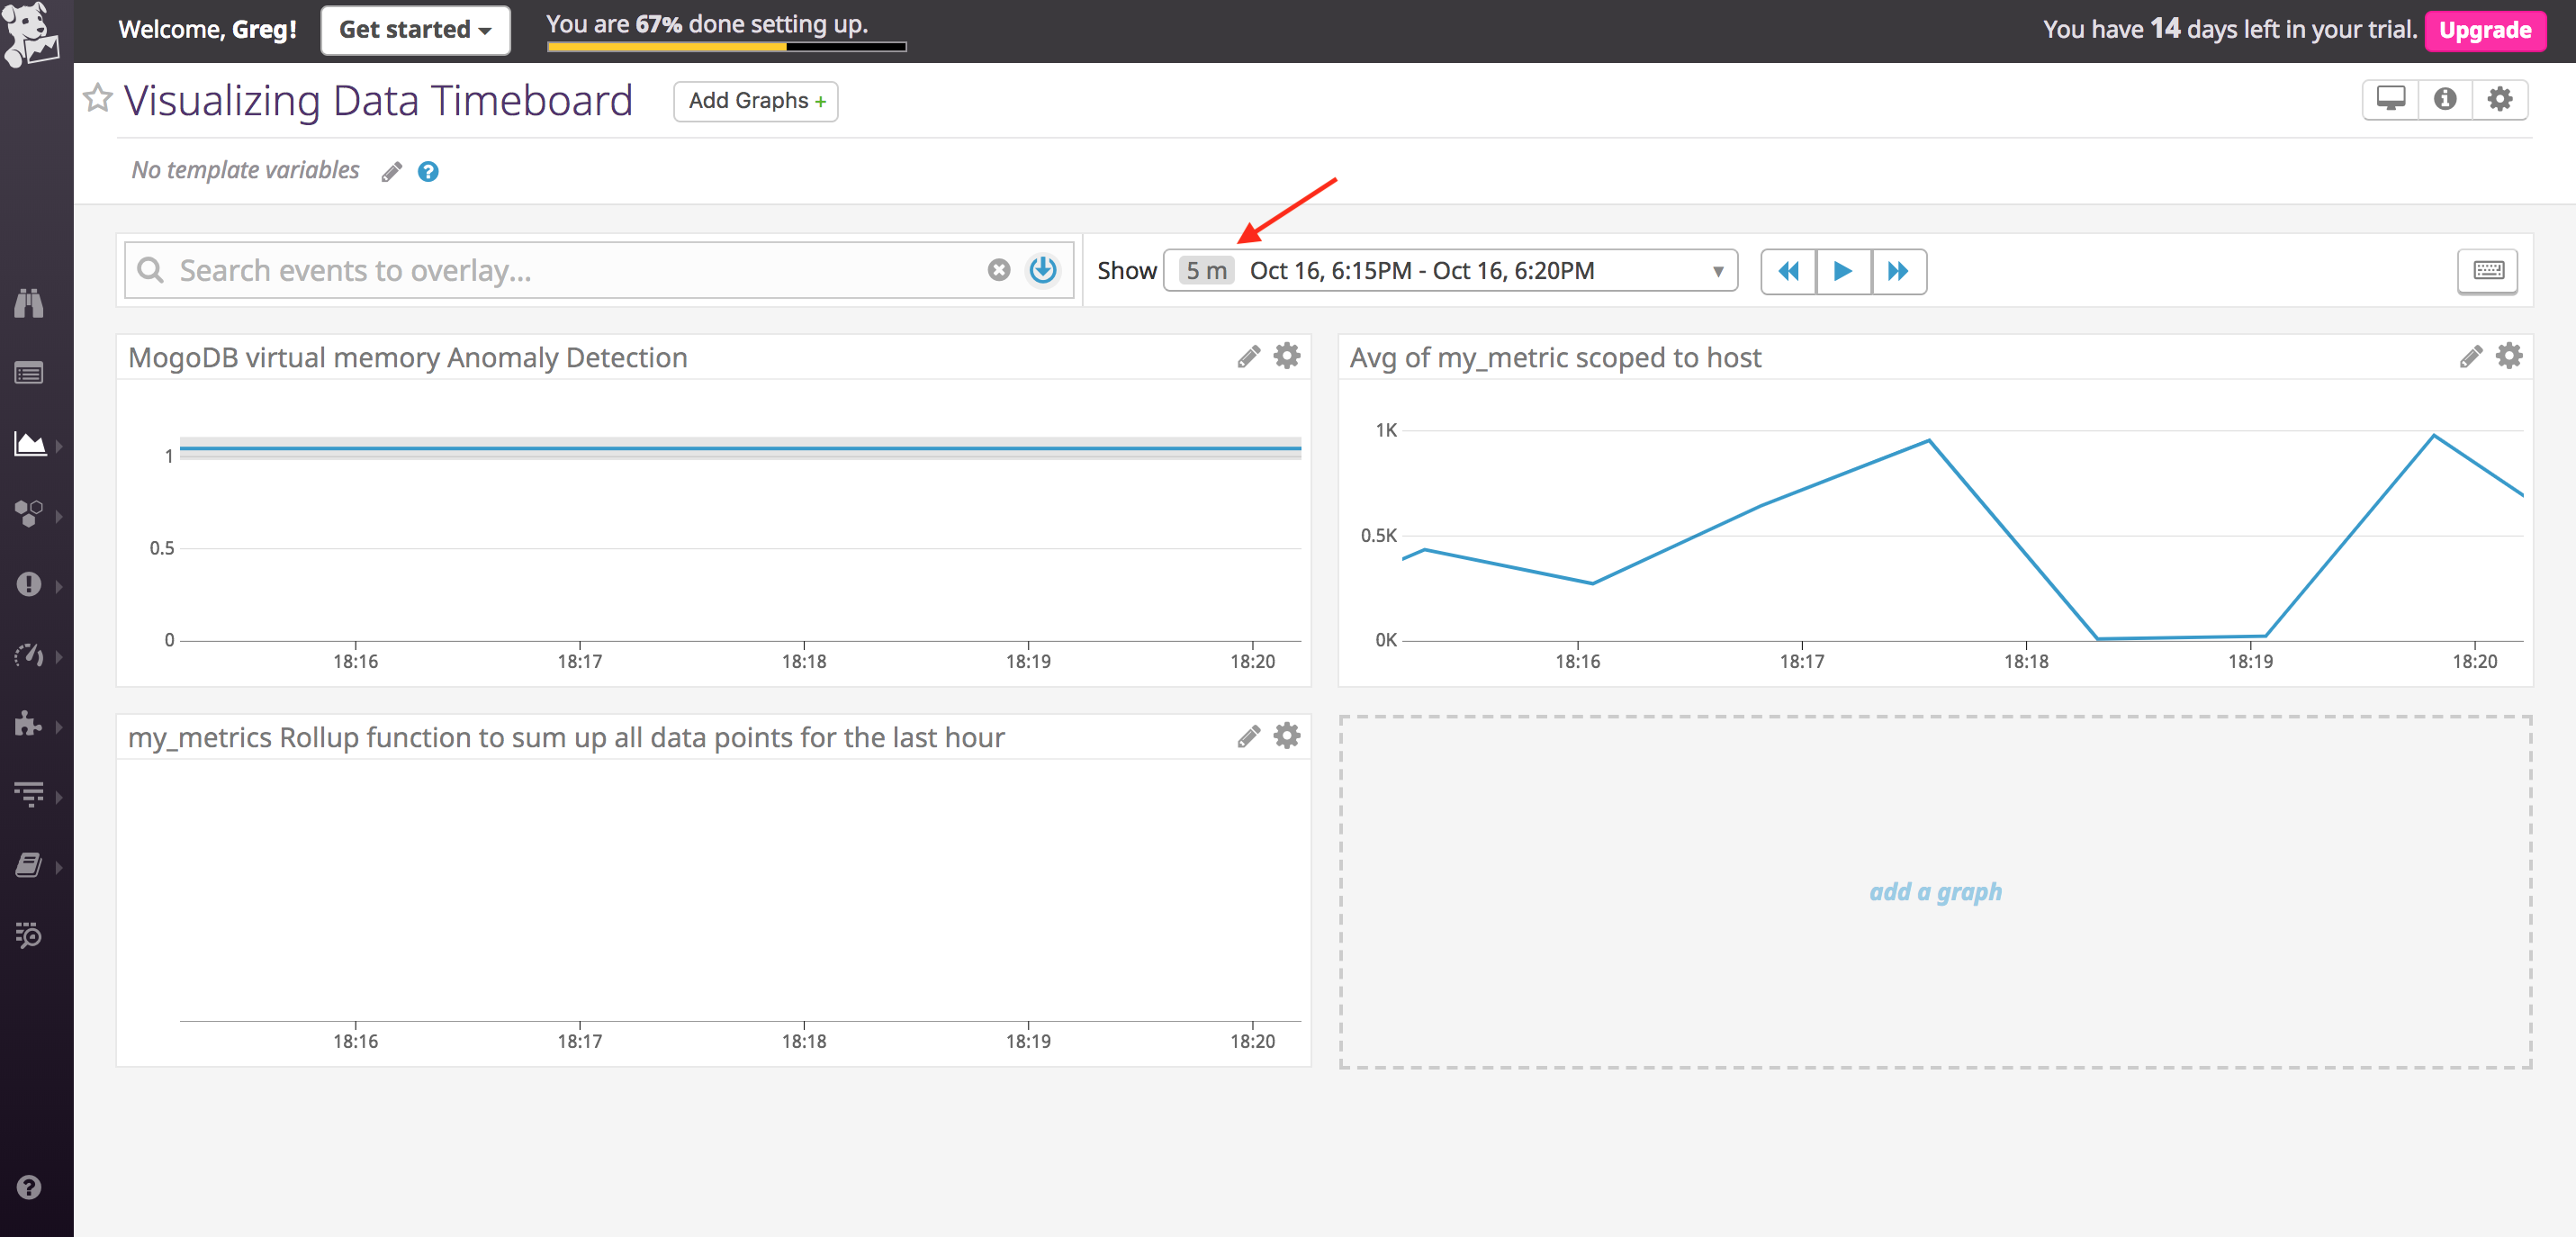 Welcome, Greg! Get started You are 67% done setting up. You have 14 days left in your trial. Upgrade
Visualizing Data Timeboard Add Graphs +
No template variables
Search events to overlay... Show 5 m Oct 16, 6:15PM - Oct 16, 6:20PM
MogoDB virtual memory Anomaly Detection
1
0.5
0
18:16 18:17 18:18 18:19 18:20
Avg of my_metric scoped to host
1K
0.5K
0K
18:16 18:17 18:18 18:19 18:20
my_metrics Rollup function to sum up all data points for the last hour
18:16 18:17 18:18 18:19 18:20
add a graph